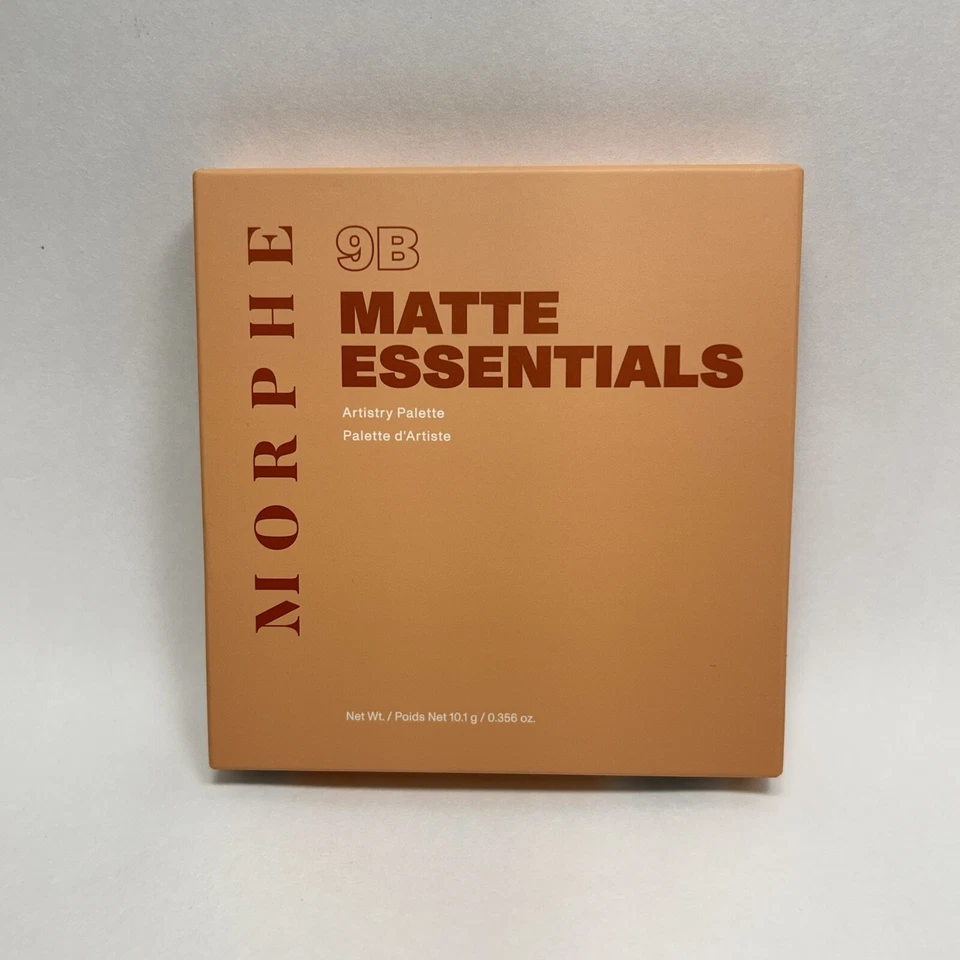 MORPHE
9B
MATTE
ESSENTIALS
Artistry Palette
Palette d'Artiste
Net Wt. / Poids Net 10.1 g / 0.356 oz.